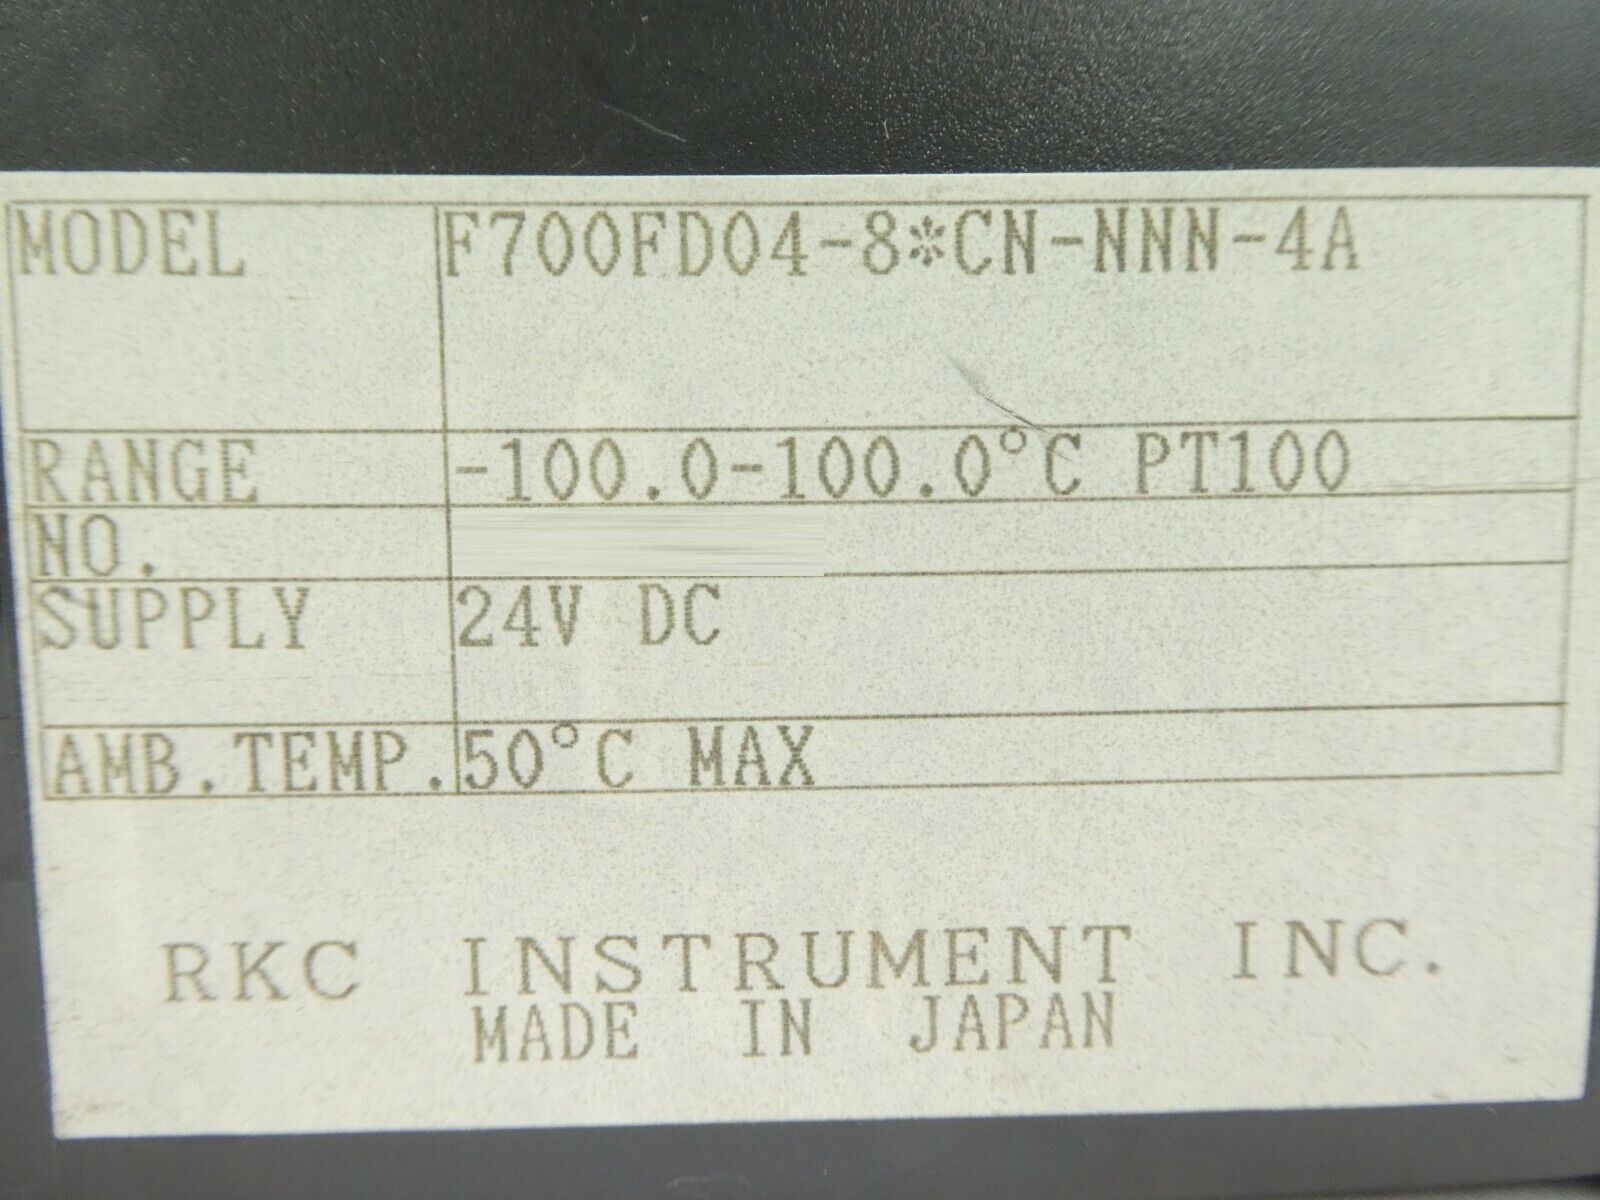 MODEL F700FD04-8*CN-NNN-4A
RANGE -100.0-100.0°C PT100
NO.
SUPPLY 24V DC
AMB.TEMP. 50°C MAX
RKC INSTRUMENT INC.
MADE IN JAPAN